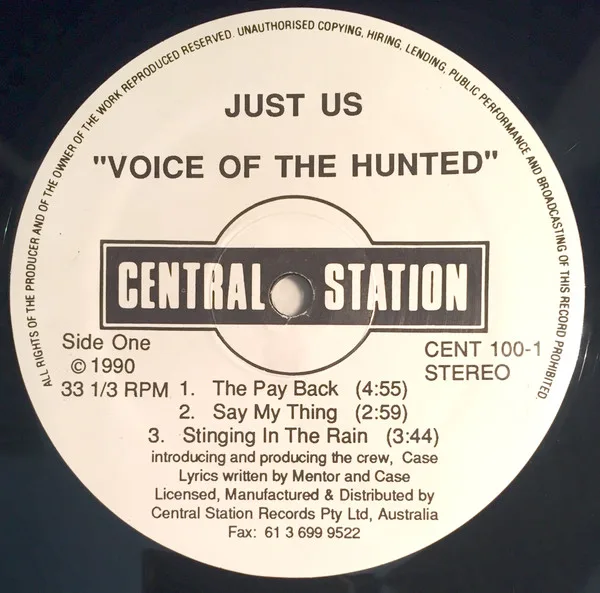 ALL RIGHTS OF THE PRODUCER AND OF THE OWNER OF THE WORK REPRODUCED RESERVED. UNAUTHORISED COPYING, HIRING, LENDING, PUBLIC PERFORMANCE AND BROADCASTING OF THIS RECORD PROHIBITED.
JUST US
"VOICE OF THE HUNTED"
CENTRAL STATION
Side One
© 1990
33 1/3 RPM
CENT 100-1
STEREO
1. The Pay Back (4:55)
2. Say My Thing (2:59)
3. Stinging In The Rain (3:44)
introducing and producing the crew, Case
Lyrics written by Mentor and Case
Licensed, Manufactured & Distributed by
Central Station Records Pty Ltd, Australia
Fax: 61 3 699 9522